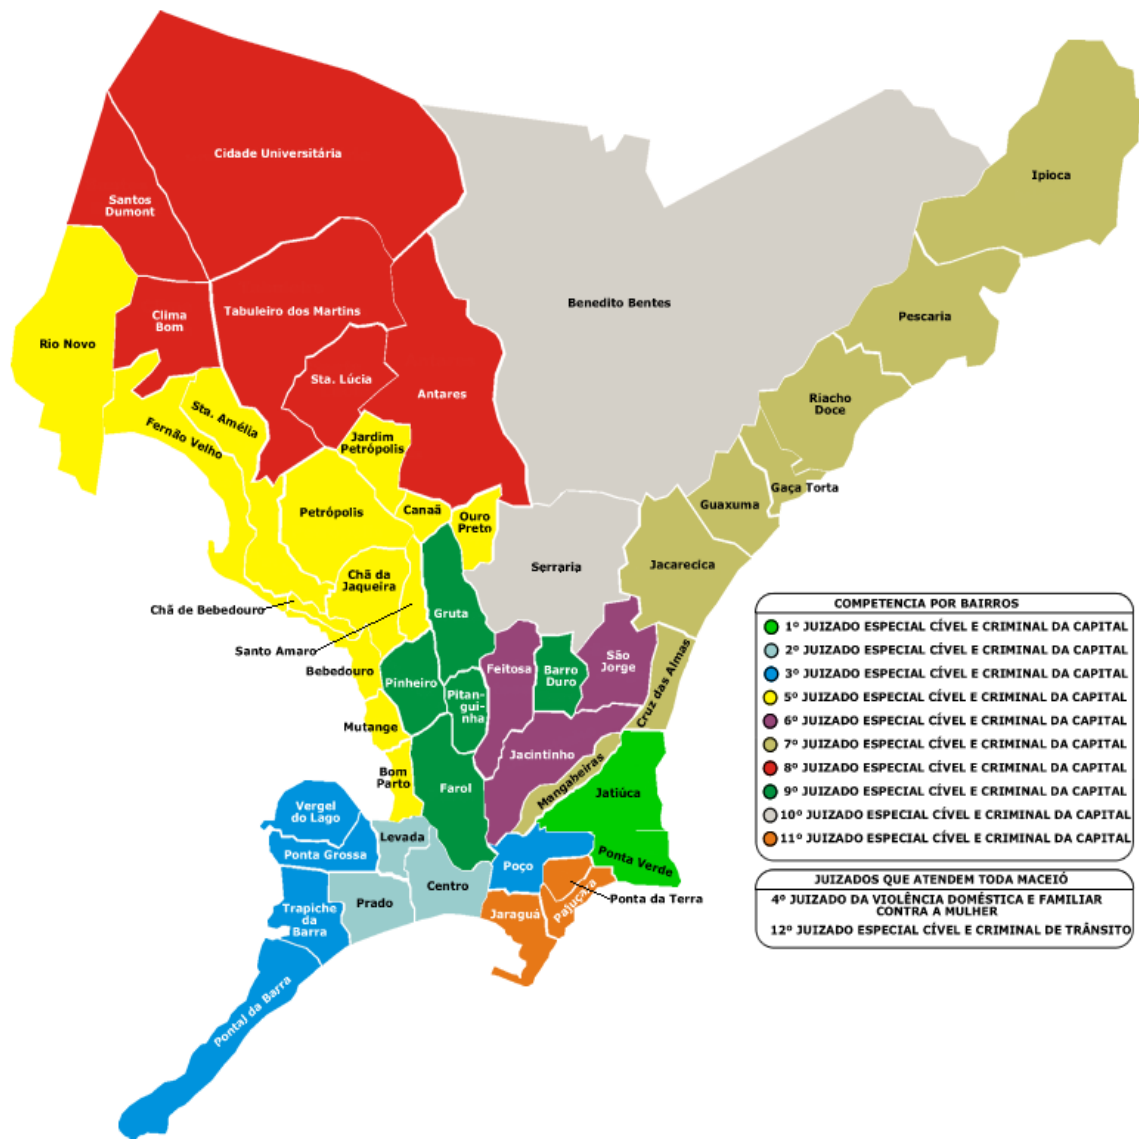 Cidade Universitária
Ipioca
Santos
Dumont
Benedito Bentes
Tabuleiro dos Martins
Clima
Bom
Pescaria
Rio Novo
Sta. Lúcia
Antares
Riacho
Doce
Sta. Amélia
Fernão Velho
Jardim
Petrópolis
Gaça Torta
Guaxuma
Petrópolis
Canaã
Ouro
Preto
Serraria
Jacarecica
Chã da
Jaqueira
Chã de Bebedouro
Gruta
Santo Amaro
Bebedouro
Pinheiro
Feitosa
Barro
Duro
São
Jorge
Cruz das Almas
Pitan-
gui-
nha
Mutange
Jacintinho
Mangabeiras
Bom
Parto
Farol
Jatiúca
Vergel
do Lago
Levada
Ponta Grossa
Poço
Ponta Verde
Centro
Prado
Trapiche
da
Barra
Jaraguá
Pajuçara
Ponta da Terra
PontaJ da Barra
COMPETENCIA POR BAIRROS
1º JUIZADO ESPECIAL CÍVEL E CRIMINAL DA CAPITAL
2º JUIZADO ESPECIAL CÍVEL E CRIMINAL DA CAPITAL
3º JUIZADO ESPECIAL CÍVEL E CRIMINAL DA CAPITAL
5º JUIZADO ESPECIAL CÍVEL E CRIMINAL DA CAPITAL
6º JUIZADO ESPECIAL CÍVEL E CRIMINAL DA CAPITAL
7º JUIZADO ESPECIAL CÍVEL E CRIMINAL DA CAPITAL
8º JUIZADO ESPECIAL CÍVEL E CRIMINAL DA CAPITAL
9º JUIZADO ESPECIAL CÍVEL E CRIMINAL DA CAPITAL
10º JUIZADO ESPECIAL CÍVEL E CRIMINAL DA CAPITAL
11º JUIZADO ESPECIAL CÍVEL E CRIMINAL DA CAPITAL
JUIZADOS QUE ATENDEM TODA MACEIÓ
4º JUIZADO DA VIOLÊNCIA DOMÉSTICA E FAMILIAR
CONTRA A MULHER
12º JUIZADO ESPECIAL CÍVEL E CRIMINAL DE TRÂNSITO